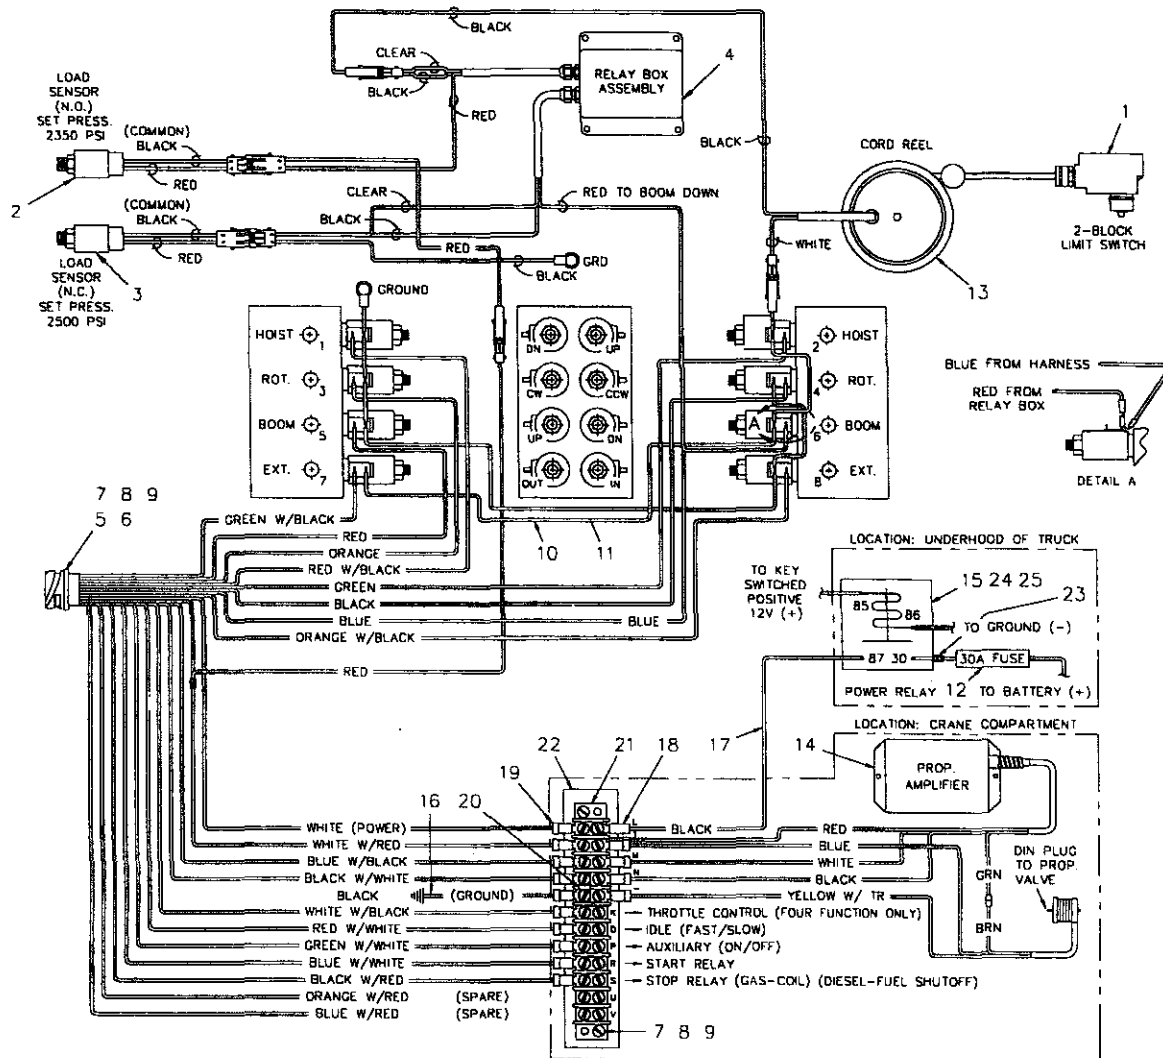 BLACK
CLEAR
BLACK
RED
RELAY BOX
ASSEMBLY
4
LOAD
SENSOR
(N.O.)
SET PRESS.
2350 PSI
(COMMON)
BLACK
RED
2
BLACK
CORD REEL
1
2-BLOCK
LIMIT SWITCH
13
CLEAR
RED TO BOOM DOWN
(COMMON)
BLACK
RED
BLACK
RED
BLACK
GRD
WHITE
LOAD
SENSOR
(N.C.)
SET PRESS.
2500 PSI
3
GROUND
HOIST 1
ROT. 3
BOOM 5
EXT. 7
DN UP
CW CCW
UP DN
OUT IN
2 HOIST
4 ROT.
A 6 BOOM
8 EXT.
BLUE FROM HARNESS
RED FROM
RELAY BOX
DETAIL A
7 8 9
5 6
GREEN W/BLACK
RED
ORANGE
RED W/BLACK
GREEN
BLACK
BLUE
BLUE
ORANGE W/BLACK
RED
10
11
LOCATION: UNDERHOOD OF TRUCK
TO KEY
SWITCHED
POSITIVE
12V (+)
85
86
15 24 25
23
TO GROUND (-)
87 30
30A FUSE
POWER RELAY
12
TO BATTERY (+)
LOCATION: CRANE COMPARTMENT
17
14
PROP.
AMPLIFIER
22
21
18
19
16
20
WHITE (POWER)
L
BLACK
RED
WHITE W/RED
BLUE
BLUE W/BLACK
M
WHITE
BLACK W/WHITE
N
BLACK
BLACK
(GROUND)
YELLOW W/ TR
WHITE W/BLACK
K
THROTTLE CONTROL (FOUR FUNCTION ONLY)
RED W/WHITE
IDLE (FAST/SLOW)
GREEN W/WHITE
P
AUXILIARY (ON/OFF)
BLUE W/WHITE
R
START RELAY
BLACK W/RED
S
STOP RELAY (GAS-COIL) (DIESEL-FUEL SHUTOFF)
ORANGE W/RED
(SPARE)
U
BLUE W/RED
(SPARE)
V
7 8 9
GRN
BRN
DIN PLUG
TO PROP.
VALVE